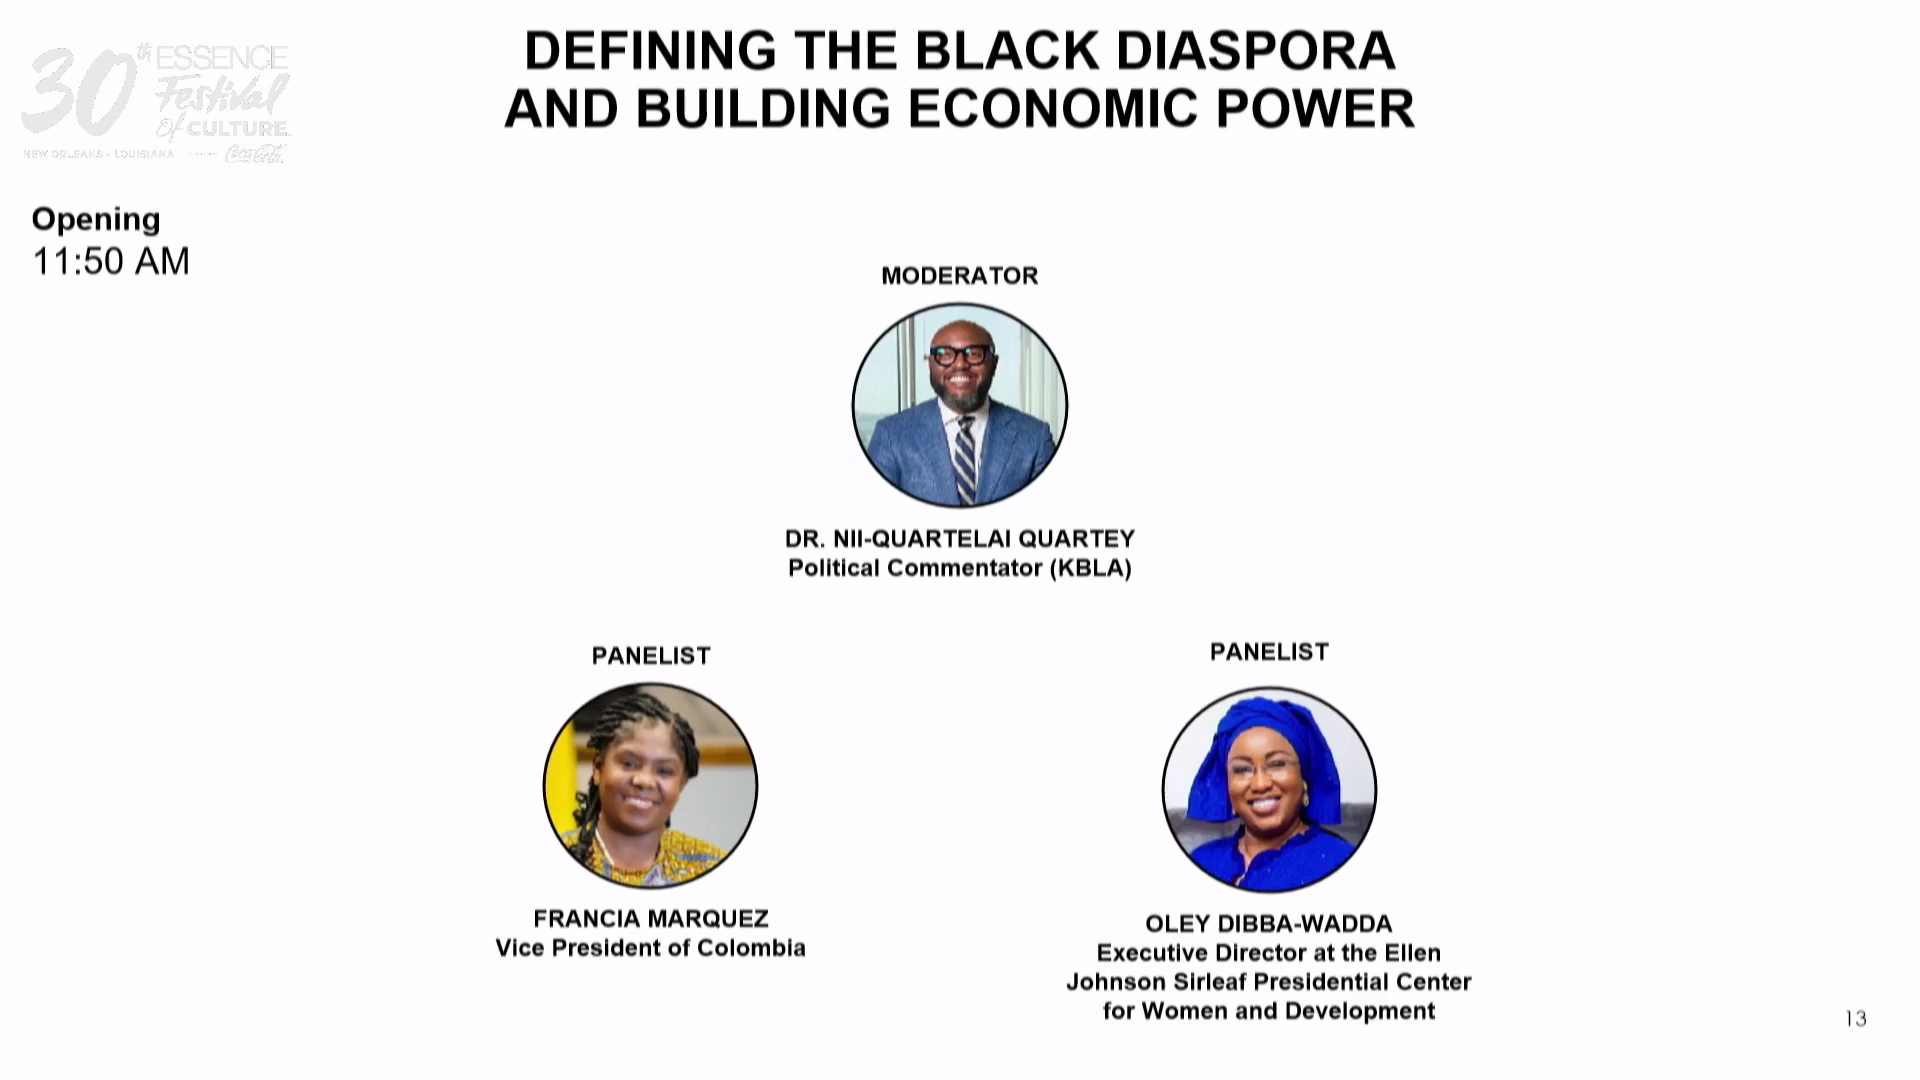 30th ESSENCE
Festival
Of CULTURE
NEW ORLEANS • LOUISIANA
Coca-Cola
DEFINING THE BLACK DIASPORA
AND BUILDING ECONOMIC POWER
Opening
11:50 AM
MODERATOR
DR. NII-QUARTELAI QUARTEY
Political Commentator (KBLA)
PANELIST
FRANCIA MARQUEZ
Vice President of Colombia
PANELIST
OLEY DIBBA-WADDA
Executive Director at the Ellen
Johnson Sirleaf Presidential Center
for Women and Development
13